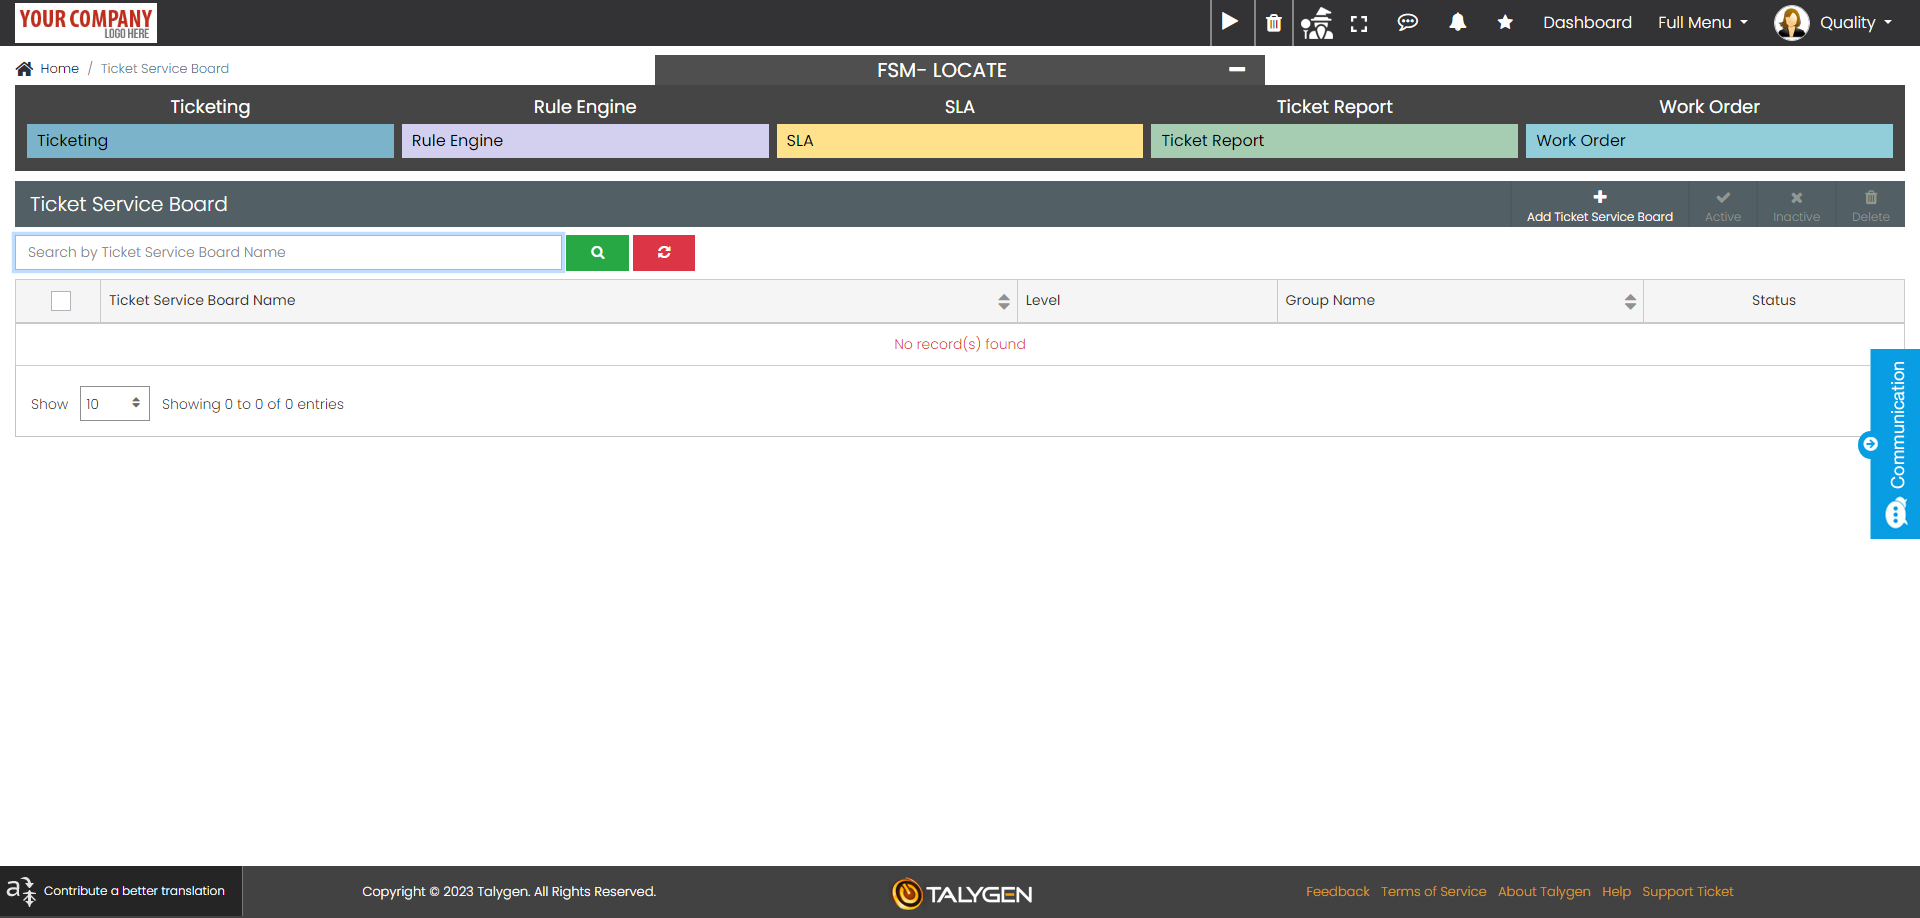 YOUR COMPANY
LOGO HERE
Dashboard
Full Menu
Quality
Home / Ticket Service Board
FSM- LOCATE
Ticketing
Rule Engine
SLA
Ticket Report
Work Order
Ticketing
Rule Engine
SLA
Ticket Report
Work Order
Ticket Service Board
Add Ticket Service Board
Active
Inactive
Delete
Search by Ticket Service Board Name
Ticket Service Board Name
Level
Group Name
Status
No record(s) found
Show 10 Showing 0 to 0 of 0 entries
Communication
Contribute a better translation
Copyright © 2023 Talygen. All Rights Reserved.
TALYGEN
Feedback Terms of Service About Talygen Help Support Ticket